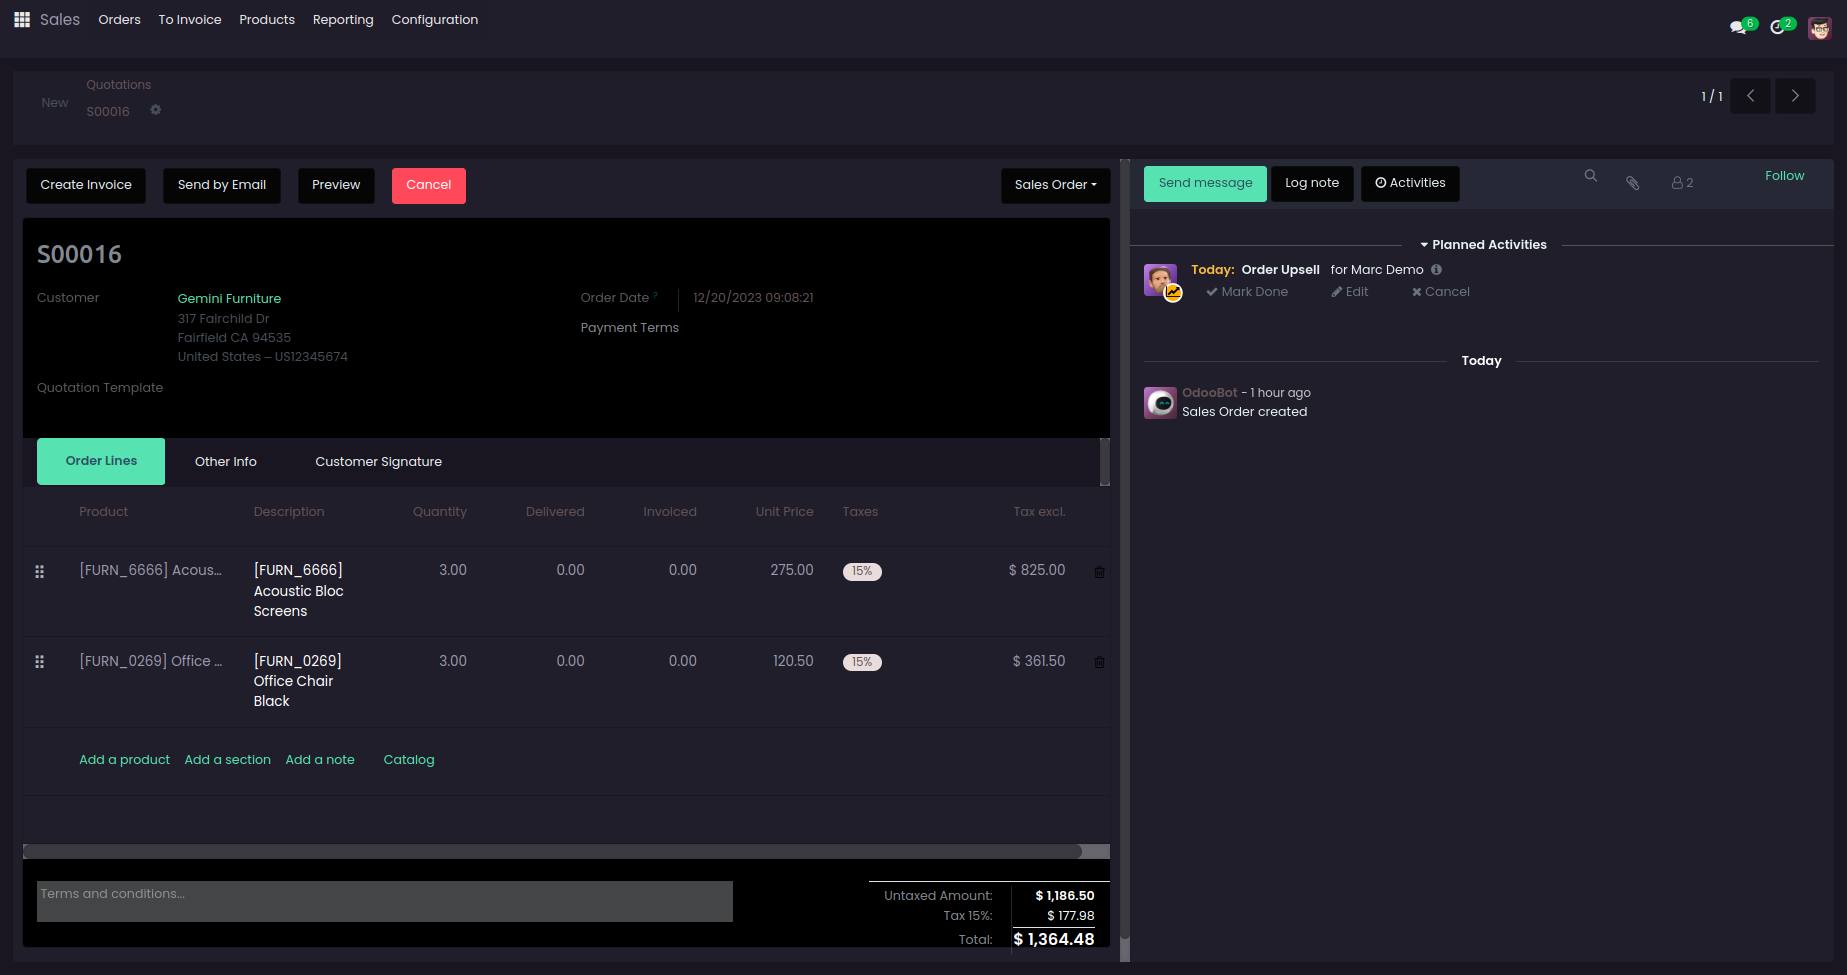 Sales Orders To Invoice Products Reporting Configuration
6 2
New
Quotations
S00016
1 / 1
Create Invoice Send by Email Preview Cancel Sales Order
Send message Log note Activities 2 Follow
S00016
Customer Gemini Furniture
317 Fairchild Dr
Fairfield CA 94535
United States – US12345674
Quotation Template
Order Date ? 12/20/2023 09:08:21
Payment Terms
Planned Activities
Today: Order Upsell for Marc Demo
Mark Done Edit Cancel
Today
OdooBot - 1 hour ago
Sales Order created
Order Lines Other Info Customer Signature
Product Description Quantity Delivered Invoiced Unit Price Taxes Tax excl.
[FURN_6666] Acous... [FURN_6666] 3.00 0.00 0.00 275.00 15% $ 825.00
Acoustic Bloc
Screens
[FURN_0269] Office ... [FURN_0269] 3.00 0.00 0.00 120.50 15% $ 361.50
Office Chair
Black
Add a product Add a section Add a note Catalog
Terms and conditions...
Untaxed Amount: $ 1,186.50
Tax 15%: $ 177.98
Total: $ 1,364.48